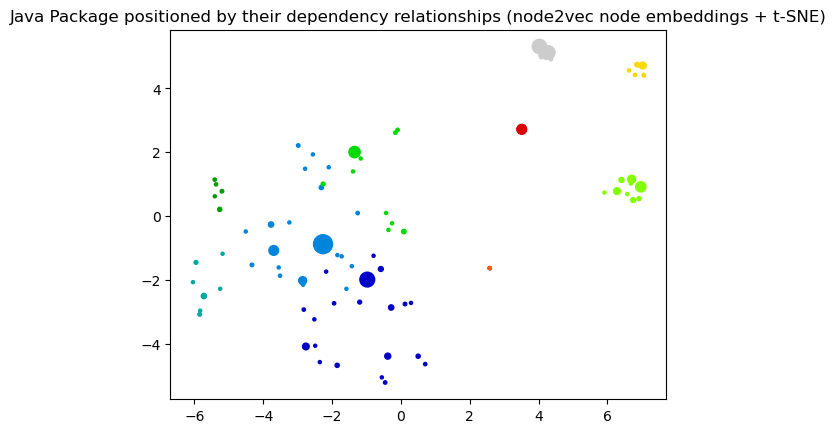 Java Package positioned by their dependency relationships (node2vec node embeddings + t-SNE)
4
2
0
−2
−4
−6 −4 −2 0 2 4 6